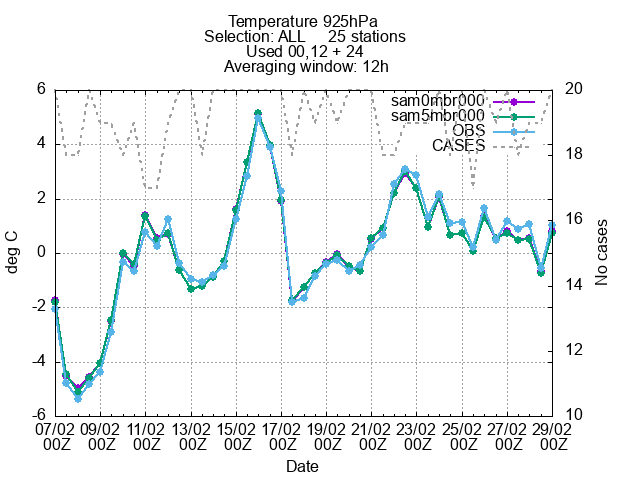 Temperature 925hPa
Selection: ALL 25 stations
Used 00,12 + 24
Averaging window: 12h
sam0mbr000
sam5mbr000
OBS
CASES
deg C
6
4
2
0
-2
-4
-6
No cases
20
18
16
14
12
10
07/02 09/02 11/02 13/02 15/02 17/02 19/02 21/02 23/02 25/02 27/02 29/02
00Z 00Z 00Z 00Z 00Z 00Z 00Z 00Z 00Z 00Z 00Z 00Z
Date